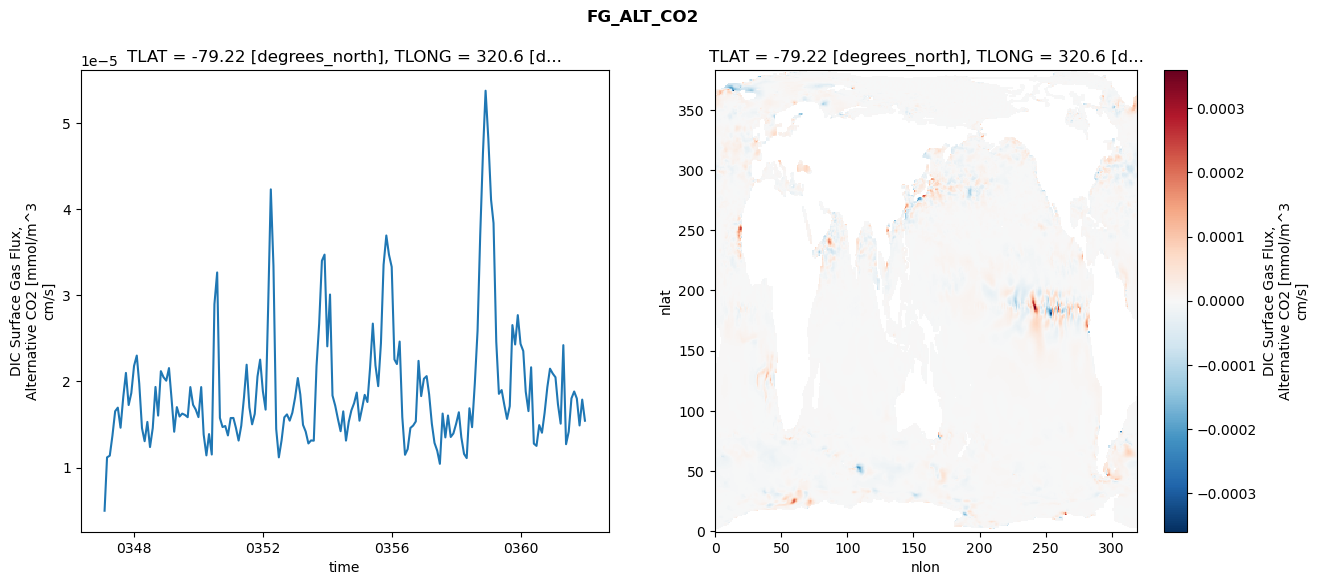 FG_ALT_CO2
TLAT = -79.22 [degrees_north], TLONG = 320.6 [d...
1e−5
5
4
3
2
1
DIC Surface Gas Flux,
Alternative CO2 [mmol/m^3
cm/s]
0348
0352
0356
0360
time
TLAT = -79.22 [degrees_north], TLONG = 320.6 [d...
350
300
250
200
150
100
50
0
nlat
0
50
100
150
200
250
300
nlon
0.0003
0.0002
0.0001
0.0000
−0.0001
−0.0002
−0.0003
DIC Surface Gas Flux,
Alternative CO2 [mmol/m^3
cm/s]